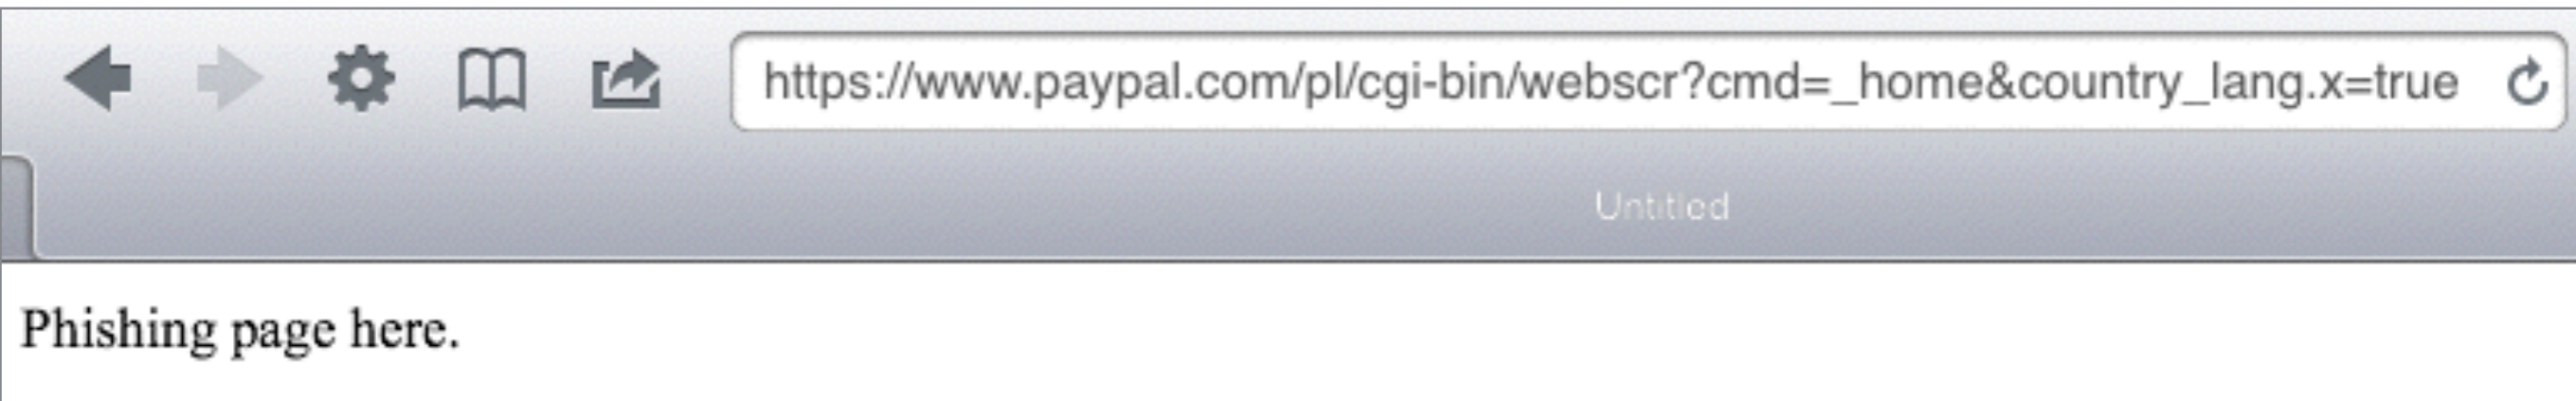 https://www.paypal.com/pl/cgi-bin/webscr?cmd=_home&country_lang.x=true
Untitled
Phishing page here.